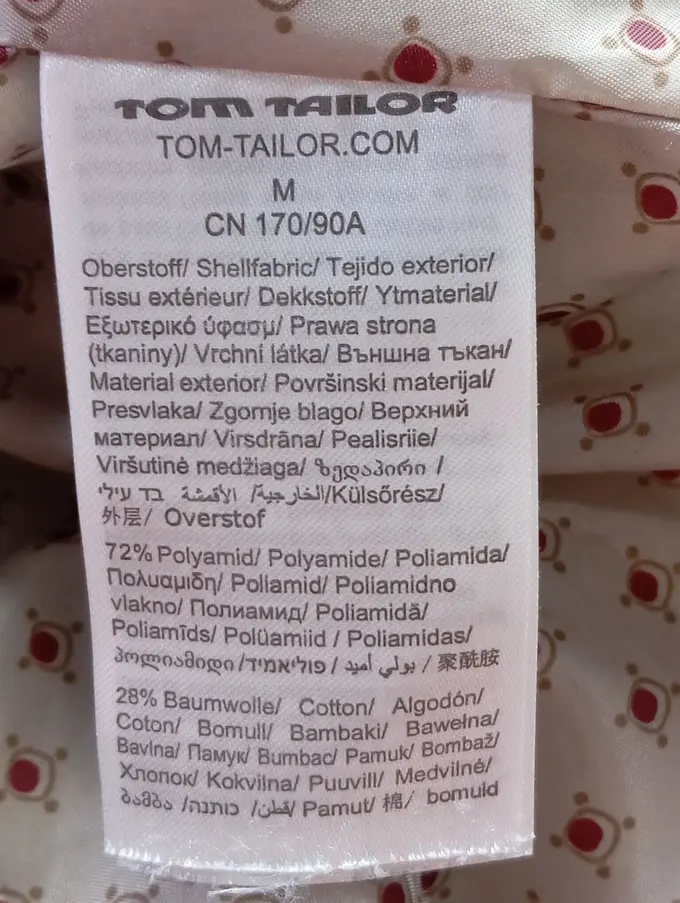 TOM TAILOR
TOM-TAILOR.COM
M
CN 170/90A
Oberstoff/ Shellfabric/ Tejido exterior/
Tissu extérieur/ Dekkstoff/ Ytmaterial/
Εξωτερικό ύφασμ/ Prawa strona
(tkaniny)/ Vrchni látka/ Външна тъкан/
Material exterior/ Površinski materijal/
Presvlaka/ Zgornje blago/ Верхний
материал/ Virsdrāna/ Pealisriie/
Viršutinė medžiaga/ ზედაპირი /
בד עילי /الأقمشة الخارجية/Külsőrész/
外层/ Overstof
72% Polyamid/ Polyamide/ Poliamida/
Πολυαμιδη/ Poliamid/ Poliamidno
vlakno/ Полиамид/ Poliamidă/
Poliamīds/ Polüamiid / Poliamidas/
პოლიამიდი/פוליאמיד / بولي أميد / 聚酰胺
28% Baumwolle/ Cotton/ Algodón/
Coton/ Bomull/ Bambaki/ Bawełna/
Bavlna/ Памук/ Bumbac/ Pamuk/ Bombaž/
Хлопок/ Kokvilna/ Puuvill/ Medvilnė/
ბამბა /כותנה /قطن/ Pamut/ 棉/ bomuld